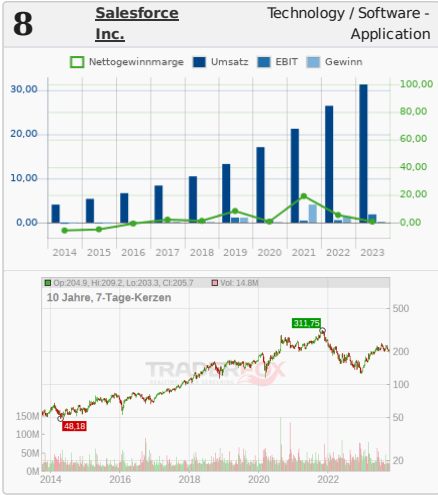 8
Salesforce
Inc.
Technology / Software -
Application
Nettogewinnmarge Umsatz EBIT Gewinn
30,00
20,00
10,00
0,00
100,00
80,00
60,00
40,00
20,00
0,00
2014 2015 2016 2017 2018 2019 2020 2021 2022 2023
Op:204.9, Hi:209.2, Lo:203.3, Cl:205.7 Vol: 14.8M
10 Jahre, 7-Tage-Kerzen
311,75
48,18
TRADERFOX
500
200
100
50
20
150M
100M
50M
0M
2014 2016 2018 2020 2022